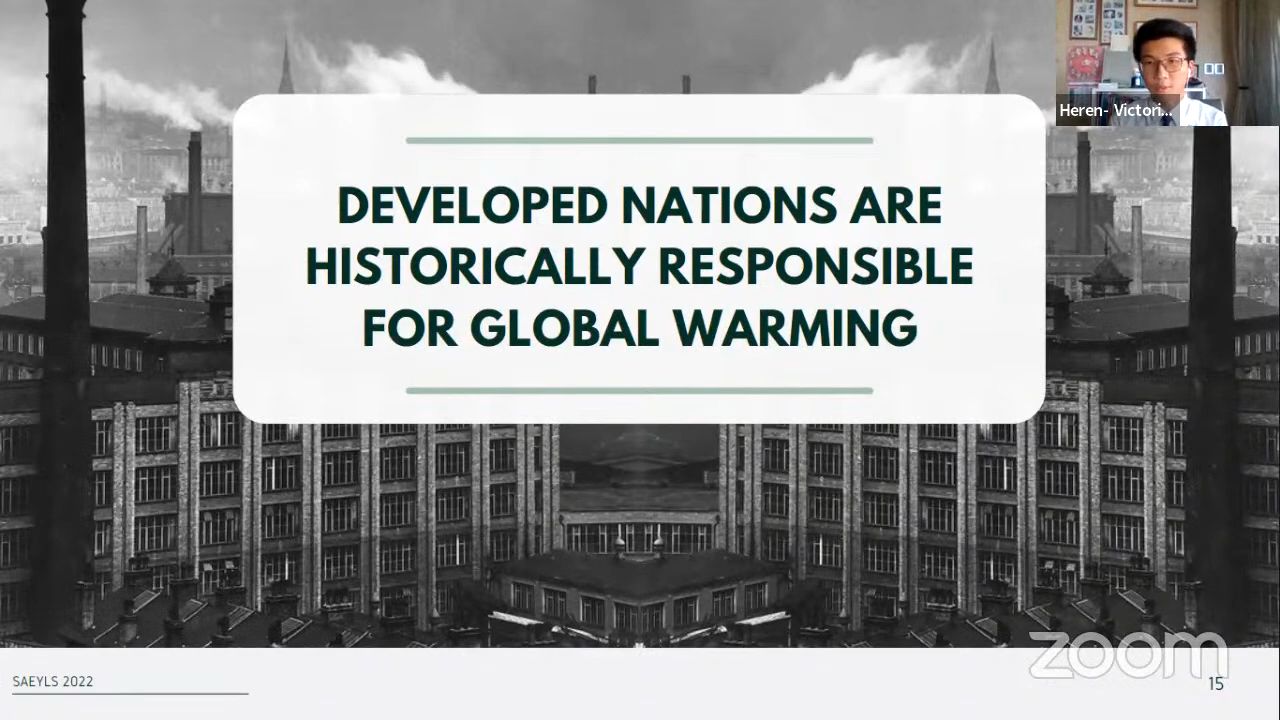 Heren- Victori...
DEVELOPED NATIONS ARE
HISTORICALLY RESPONSIBLE
FOR GLOBAL WARMING
zoom
SAEYLS 2022
15